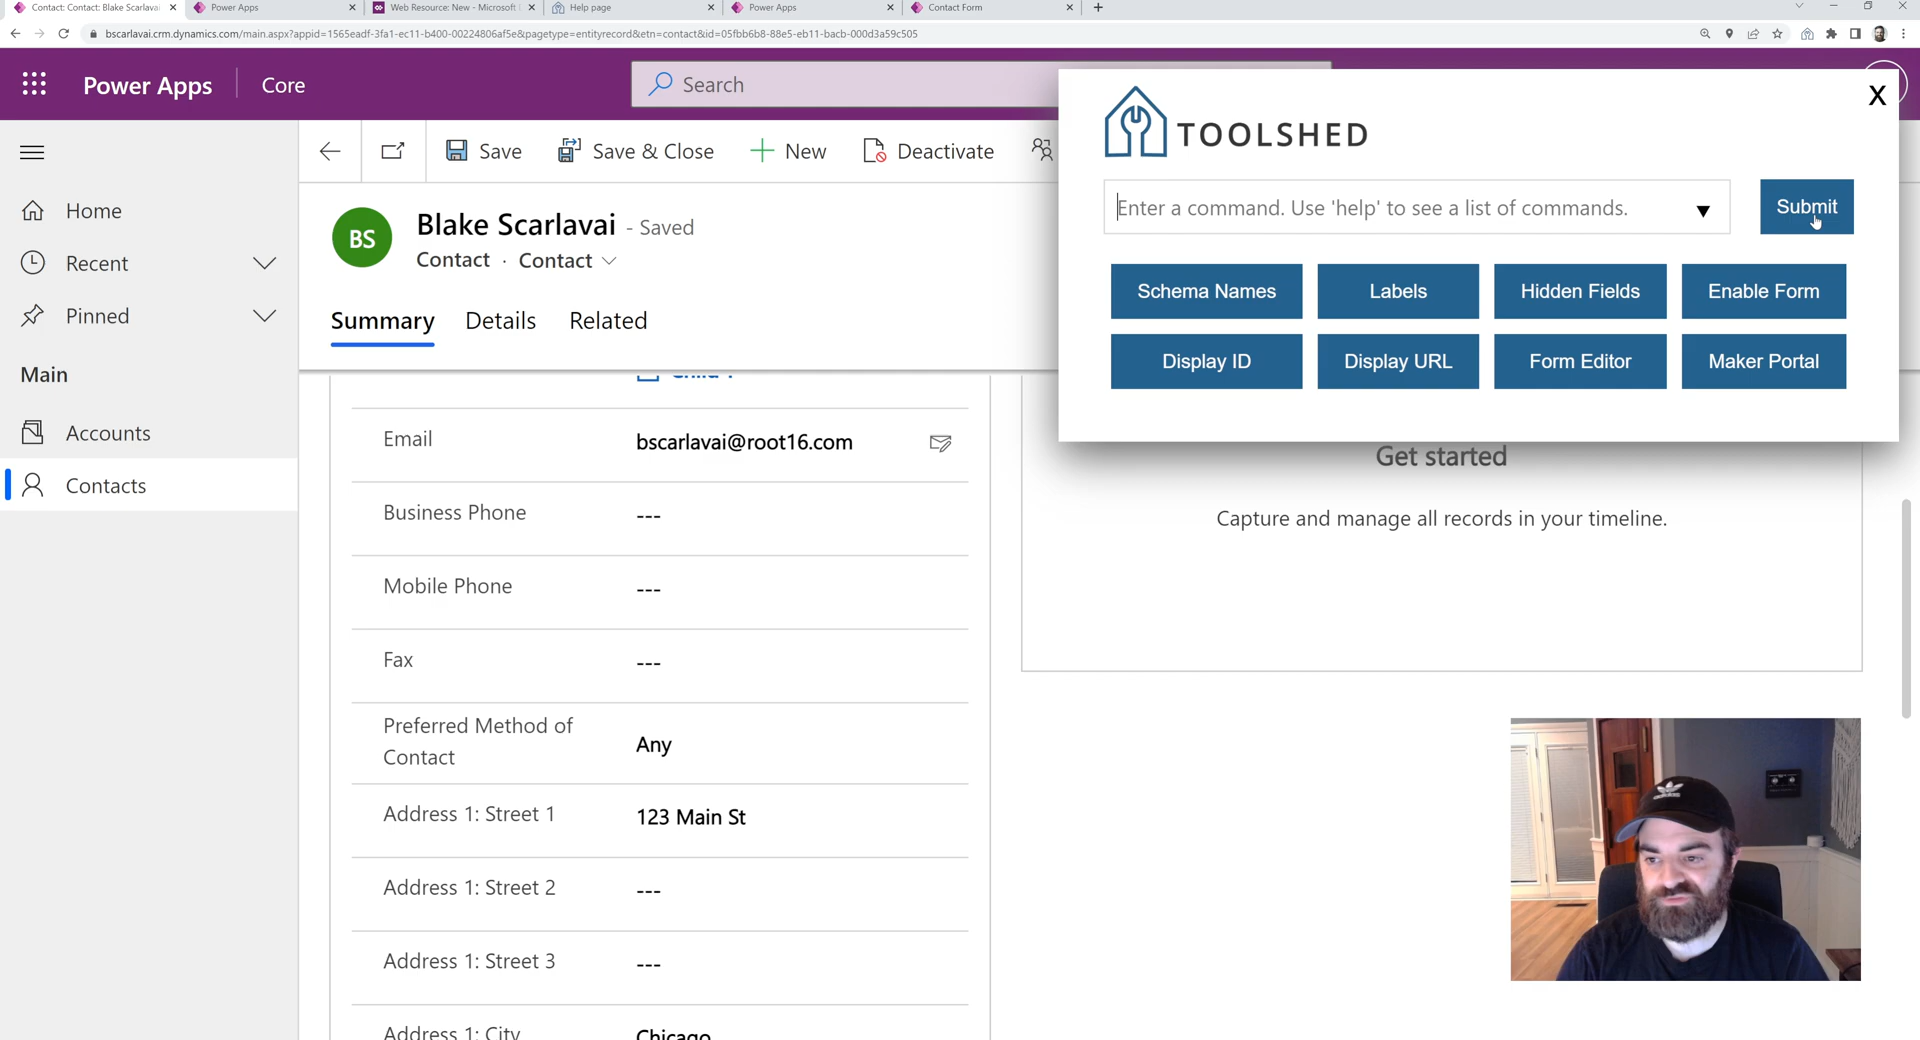 Contact: Contact: Blake Scarlavai
Power Apps
Web Resource: New - Microsoft
Help page
Power Apps
Contact Form
bscarlavai.crm.dynamics.com/main.aspx?appid=1565eadf-3fa1-ec11-b400-00224806af5e&pagetype=entityrecord&etn=contact&id=05fbb6b8-88e5-eb11-bacb-000d3a59c505
Power Apps
Core
Search
Save
Save & Close
New
Deactivate
BS
Blake Scarlavai - Saved
Contact · Contact
Summary
Details
Related
Home
Recent
Pinned
Main
Accounts
Contacts
Email
bscarlavai@root16.com
Business Phone
---
Mobile Phone
---
Fax
---
Preferred Method of
Contact
Any
Address 1: Street 1
123 Main St
Address 1: Street 2
---
Address 1: Street 3
---
Address 1: City
Chicago
X
TOOLSHED
Enter a command. Use 'help' to see a list of commands.
Submit
Schema Names
Labels
Hidden Fields
Enable Form
Display ID
Display URL
Form Editor
Maker Portal
Get started
Capture and manage all records in your timeline.